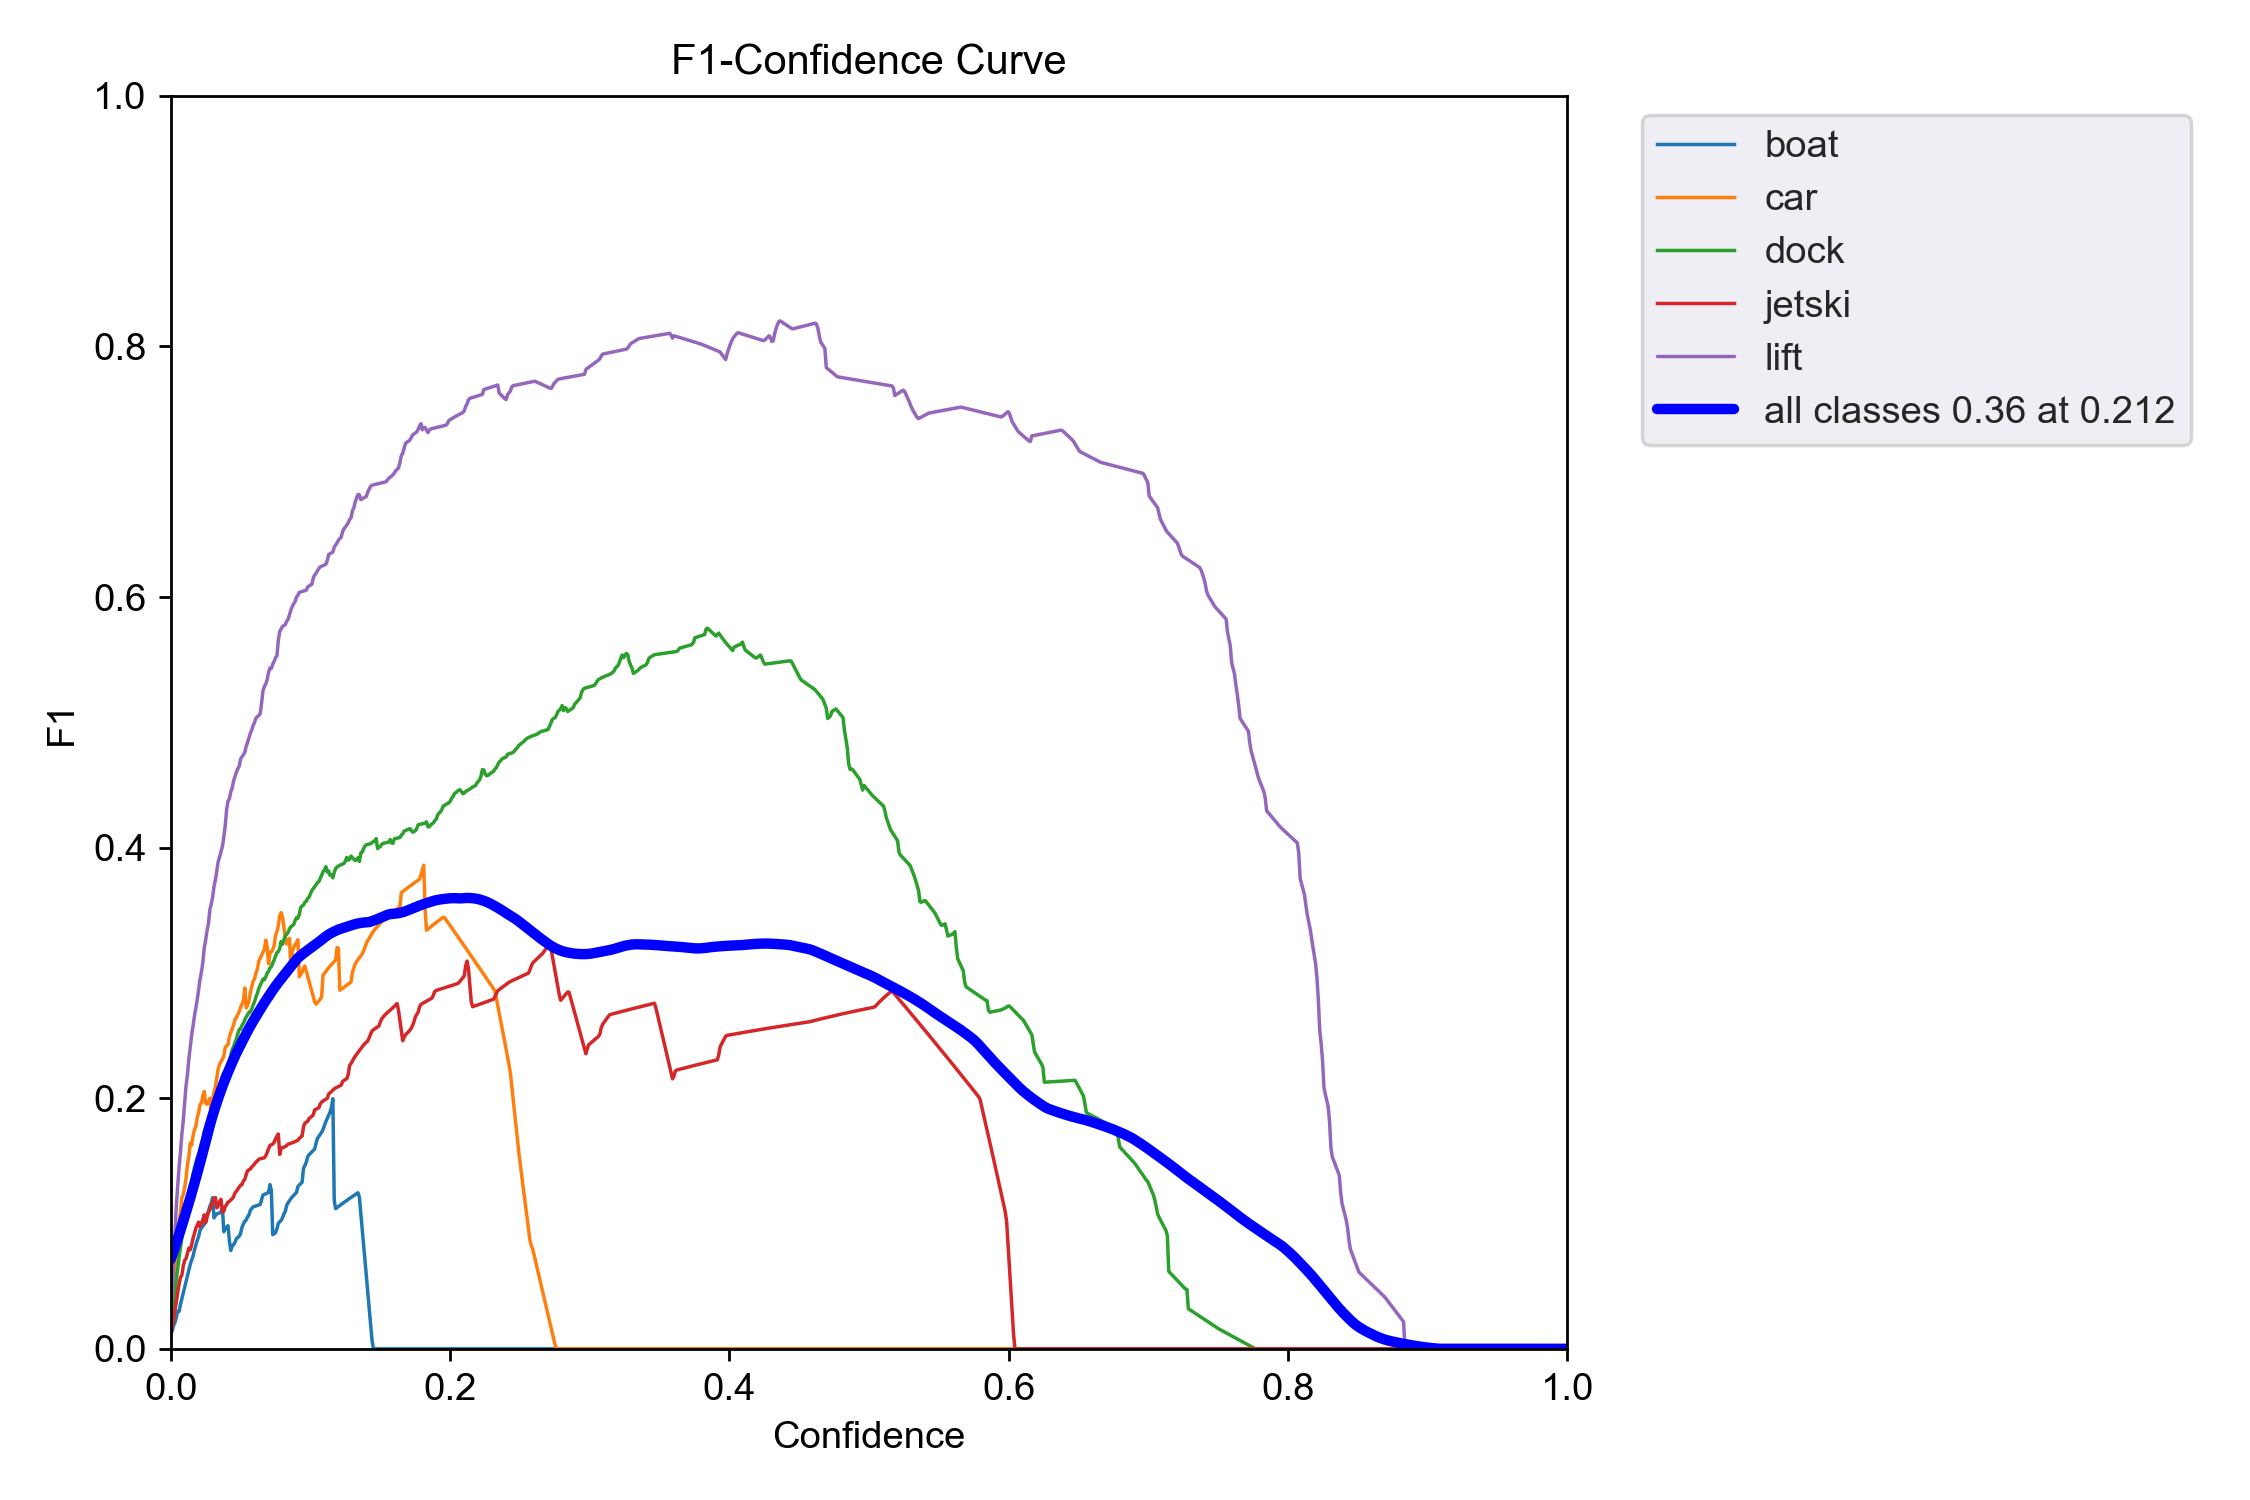 F1-Confidence Curve
1.0
0.8
0.6
0.4
0.2
0.0
F1
0.0 0.2 0.4 0.6 0.8 1.0
Confidence
boat
car
dock
jetski
lift
all classes 0.36 at 0.212